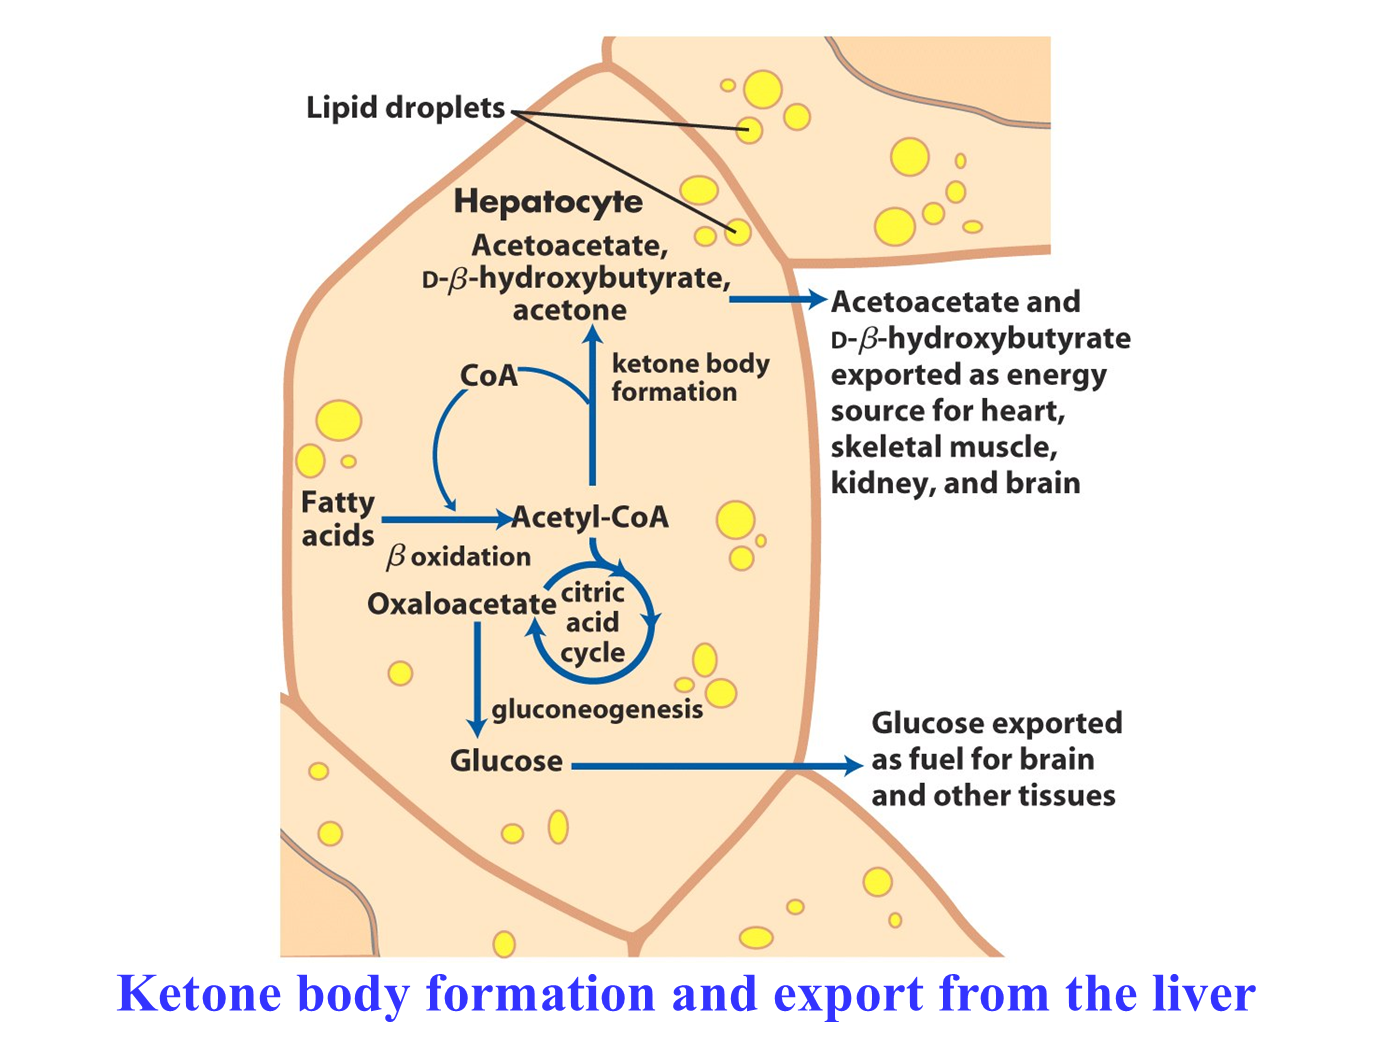 Lipid droplets
Hepatocyte
Acetoacetate,
D-β-hydroxybutyrate,
acetone
Acetoacetate and
D-β-hydroxybutyrate
exported as energy
source for heart,
skeletal muscle,
kidney, and brain
CoA
ketone body
formation
Fatty
acids
β oxidation
Acetyl-CoA
Oxaloacetate
citric
acid
cycle
gluconeogenesis
Glucose
Glucose exported
as fuel for brain
and other tissues
Ketone body formation and export from the liver